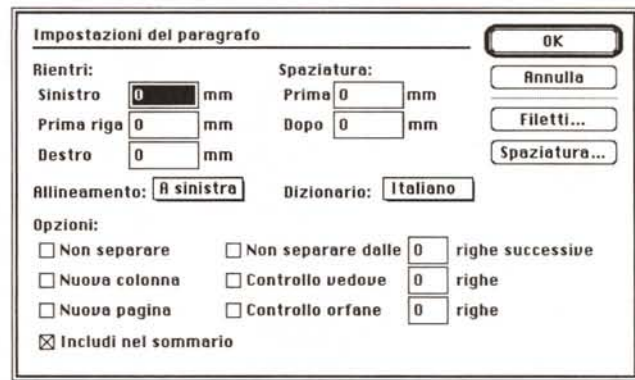 Impostazioni del paragrafo
OK
Annulla
Filetti...
Spaziatura...
Rientri:
Sinistro 0 mm
Prima riga 0 mm
Destro 0 mm
Spaziatura:
Prima 0 mm
Dopo 0 mm
Allineamento: A sinistra
Dizionario: Italiano
Opzioni:
Non separare
Non separare dalle 0 righe successive
Nuova colonna
Controllo vedove 0 righe
Nuova pagina
Controllo orfane 0 righe
Includi nel sommario